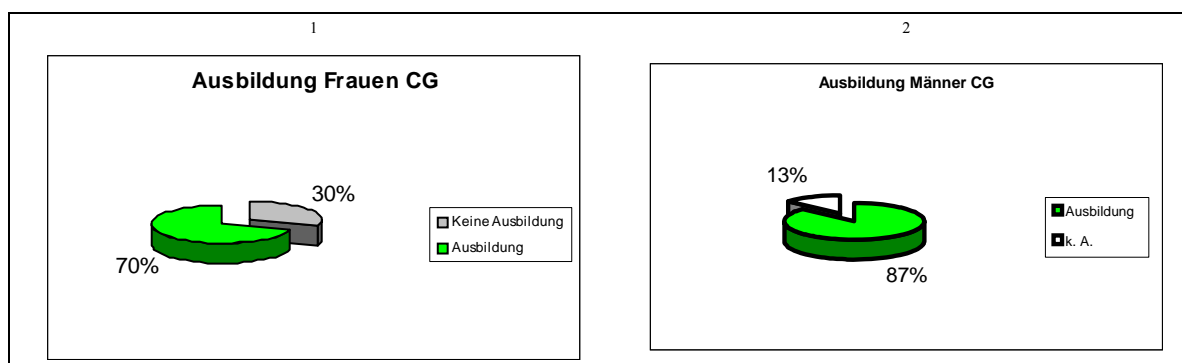 1
2
Ausbildung Frauen CG
30%
70%
Keine Ausbildung
Ausbildung
Ausbildung Männer CG
13%
87%
Ausbildung
k. A.